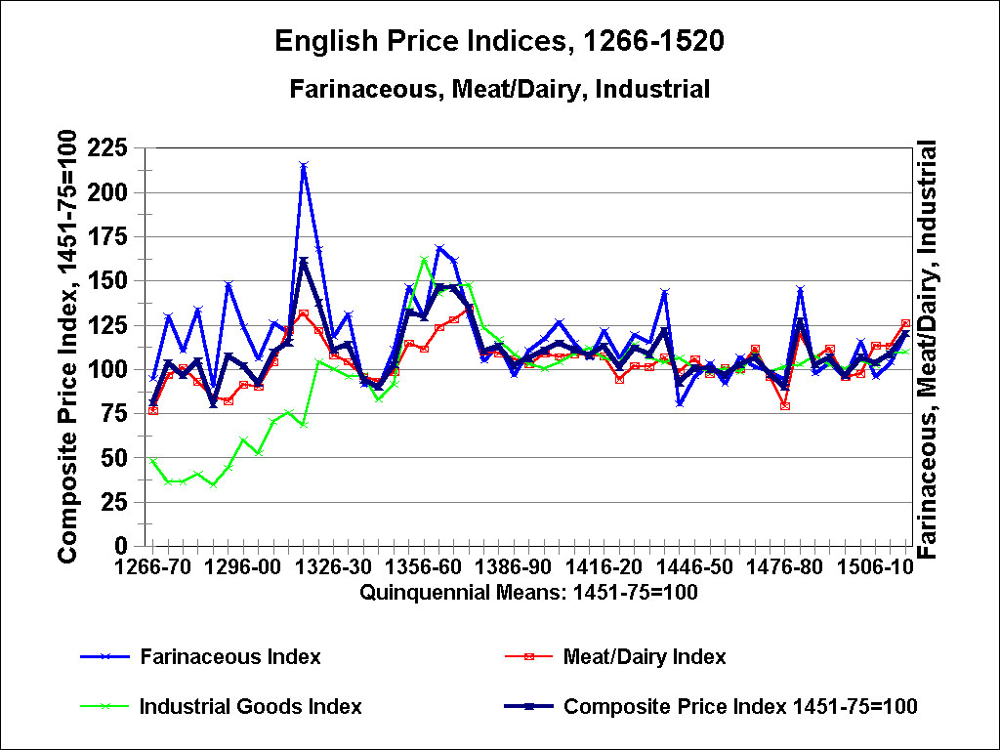 English Price Indices, 1266-1520
Farinaceous, Meat/Dairy, Industrial
Composite Price Index, 1451-75=100
225
200
175
150
125
100
75
50
25
0
Farinaceous, Meat/Dairy, Industrial
1266-70 1296-00 1326-30 1356-60 1386-90 1416-20 1446-50 1476-80 1506-10
Quinquennial Means: 1451-75=100
Farinaceous Index
Meat/Dairy Index
Industrial Goods Index
Composite Price Index 1451-75=100